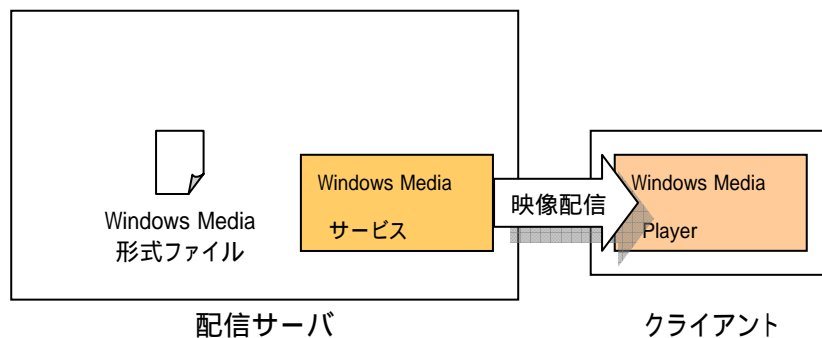 Windows Media
形式ファイル
Windows Media
サービス
映像配信
Windows Media
Player
配信サーバ
クライアント